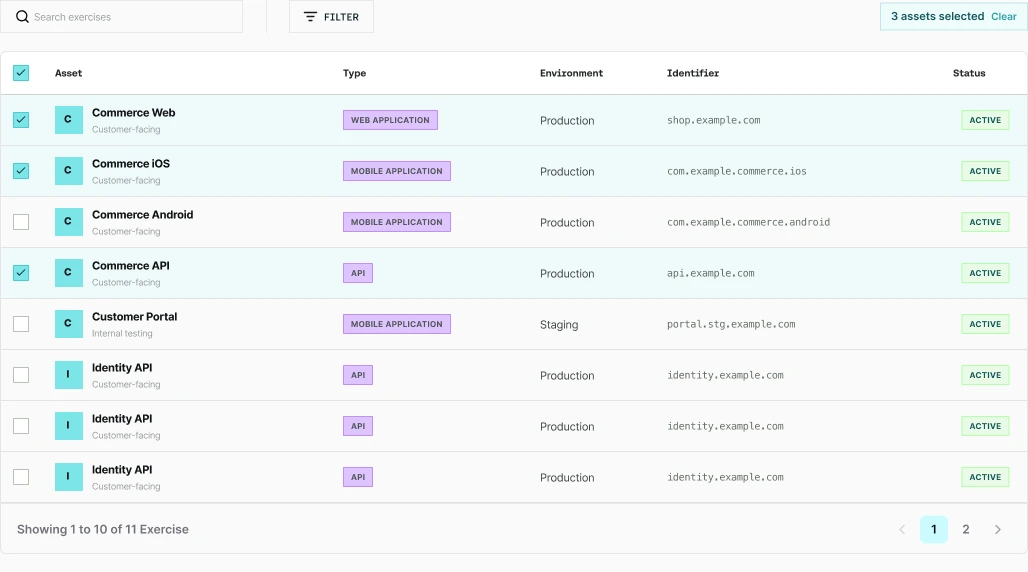 Search exercises
FILTER
3 assets selected Clear
Asset Type Environment Identifier Status
C Commerce Web WEB APPLICATION Production shop.example.com ACTIVE
Customer-facing
C Commerce iOS MOBILE APPLICATION Production com.example.commerce.ios ACTIVE
Customer-facing
C Commerce Android MOBILE APPLICATION Production com.example.commerce.android ACTIVE
Customer-facing
C Commerce API API Production api.example.com ACTIVE
Customer-facing
C Customer Portal MOBILE APPLICATION Staging portal.stg.example.com ACTIVE
Internal testing
I Identity API API Production identity.example.com ACTIVE
Customer-facing
I Identity API API Production identity.example.com ACTIVE
Customer-facing
I Identity API API Production identity.example.com ACTIVE
Customer-facing
Showing 1 to 10 of 11 Exercise 1 2